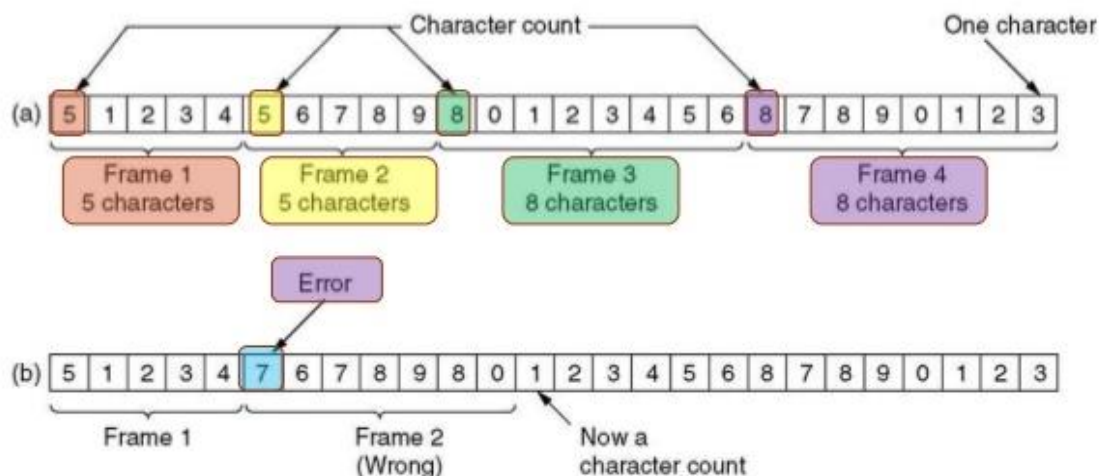 Character count
One character
(a) 5 1 2 3 4 5 6 7 8 9 8 0 1 2 3 4 5 6 8 7 8 9 0 1 2 3
Frame 1
5 characters
Frame 2
5 characters
Frame 3
8 characters
Frame 4
8 characters
Error
(b) 5 1 2 3 4 7 6 7 8 9 8 0 1 2 3 4 5 6 8 7 8 9 0 1 2 3
Frame 1
Frame 2
(Wrong)
Now a
character count